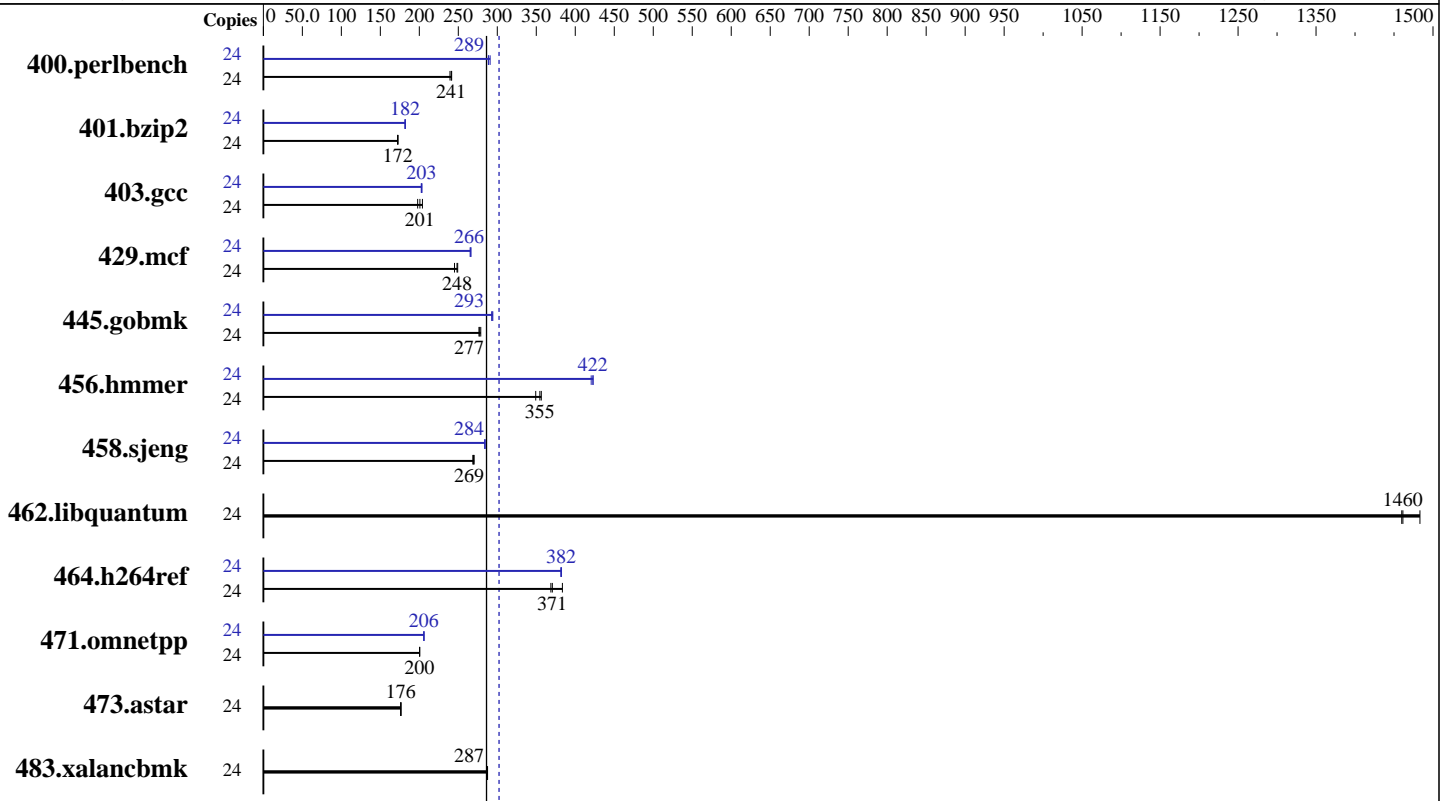 Copies 0 50.0 100 150 200 250 300 350 400 450 500 550 600 650 700 750 800 850 900 950 1050 1150 1250 1350 1500
400.perlbench 24 289
24 241
401.bzip2 24 182
24 172
403.gcc 24 203
24 201
429.mcf 24 266
24 248
445.gobmk 24 293
24 277
456.hmmer 24 422
24 355
458.sjeng 24 284
24 269
462.libquantum 24 1460
464.h264ref 24 382
24 371
471.omnetpp 24 206
24 200
473.astar 24 176
483.xalancbmk 24 287